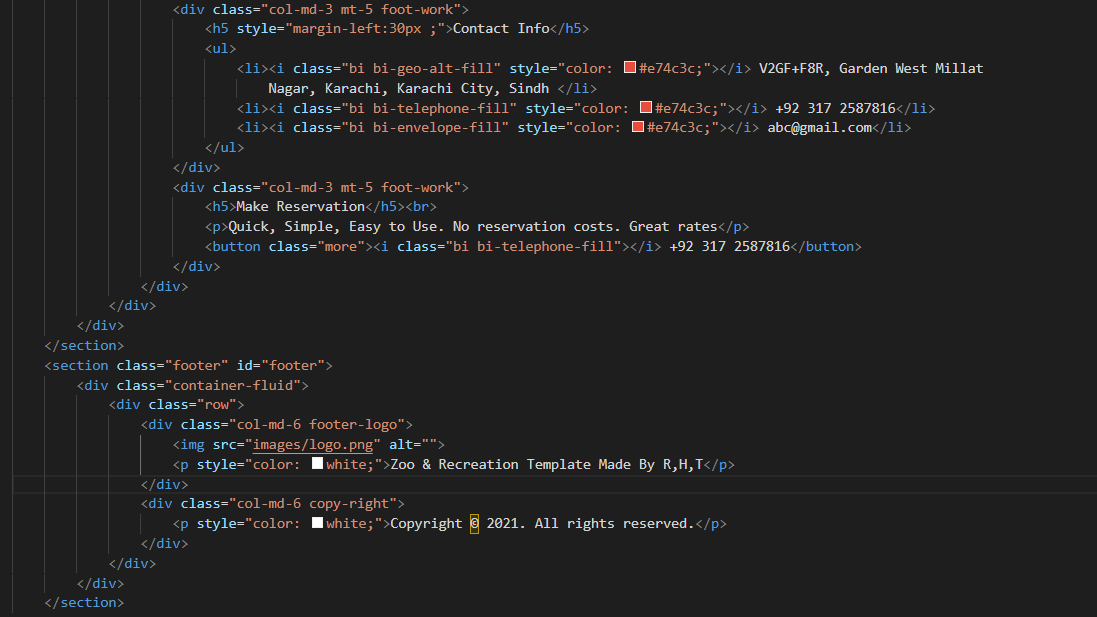 <div class="col-md-3 mt-5 foot-work">
<h5 style="margin-left:30px ;">Contact Info</h5>
<ul>
<li><i class="bi bi-geo-alt-fill" style="color: #e74c3c;"></i> V2GF+F8R, Garden West Millat
Nagar, Karachi, Karachi City, Sindh </li>
<li><i class="bi bi-telephone-fill" style="color: #e74c3c;"></i> +92 317 2587816</li>
<li><i class="bi bi-envelope-fill" style="color: #e74c3c;"></i> abc@gmail.com</li>
</ul>
</div>
<div class="col-md-3 mt-5 foot-work">
<h5>Make Reservation</h5><br>
<p>Quick, Simple, Easy to Use. No reservation costs. Great rates</p>
<button class="more"><i class="bi bi-telephone-fill"></i> +92 317 2587816</button>
</div>
</div>
</div>
</div>
</section>
<section class="footer" id="footer">
<div class="container-fluid">
<div class="row">
<div class="col-md-6 footer-logo">
<img src="images/logo.png" alt="">
<p style="color: white;">Zoo & Recreation Template Made By R,H,T</p>
</div>
<div class="col-md-6 copy-right">
<p style="color: white;">Copyright © 2021. All rights reserved.</p>
</div>
</div>
</div>
</section>